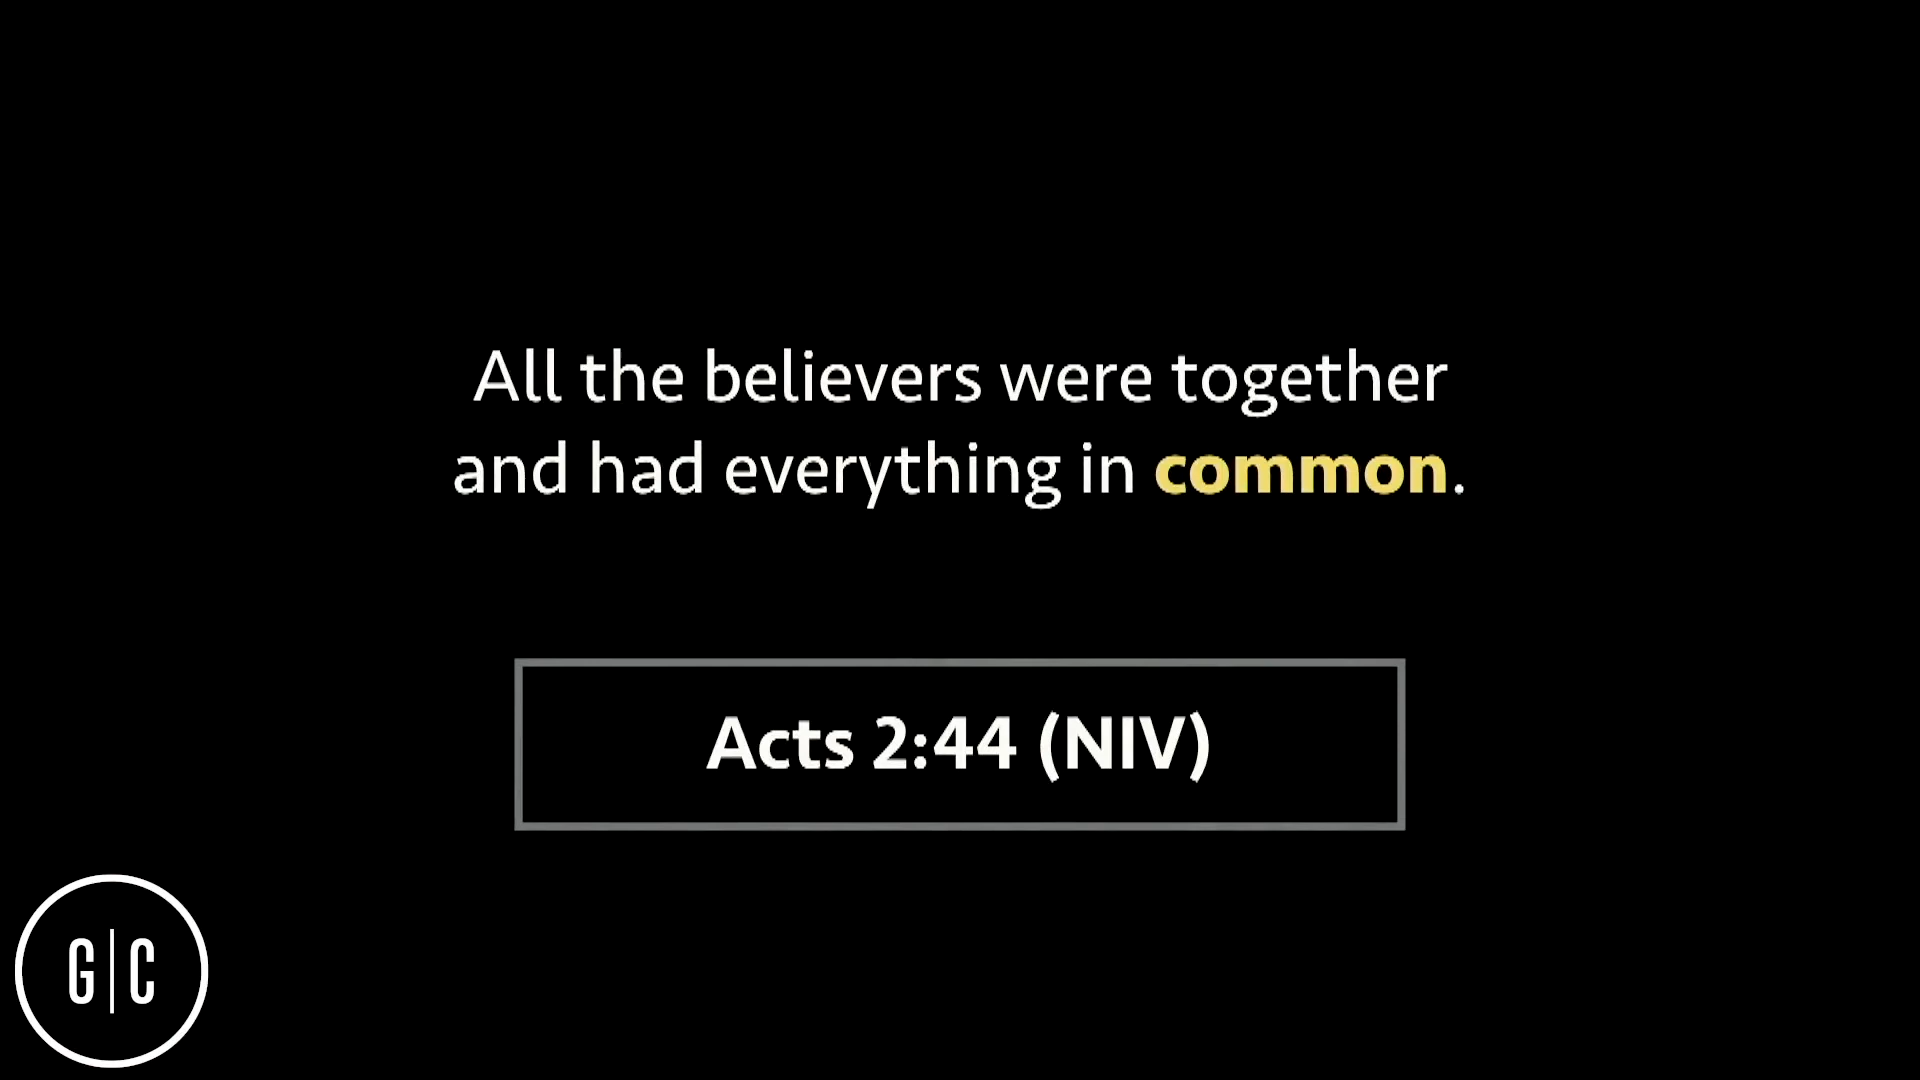 All the believers were together
and had everything in common.
Acts 2:44 (NIV)
G|C